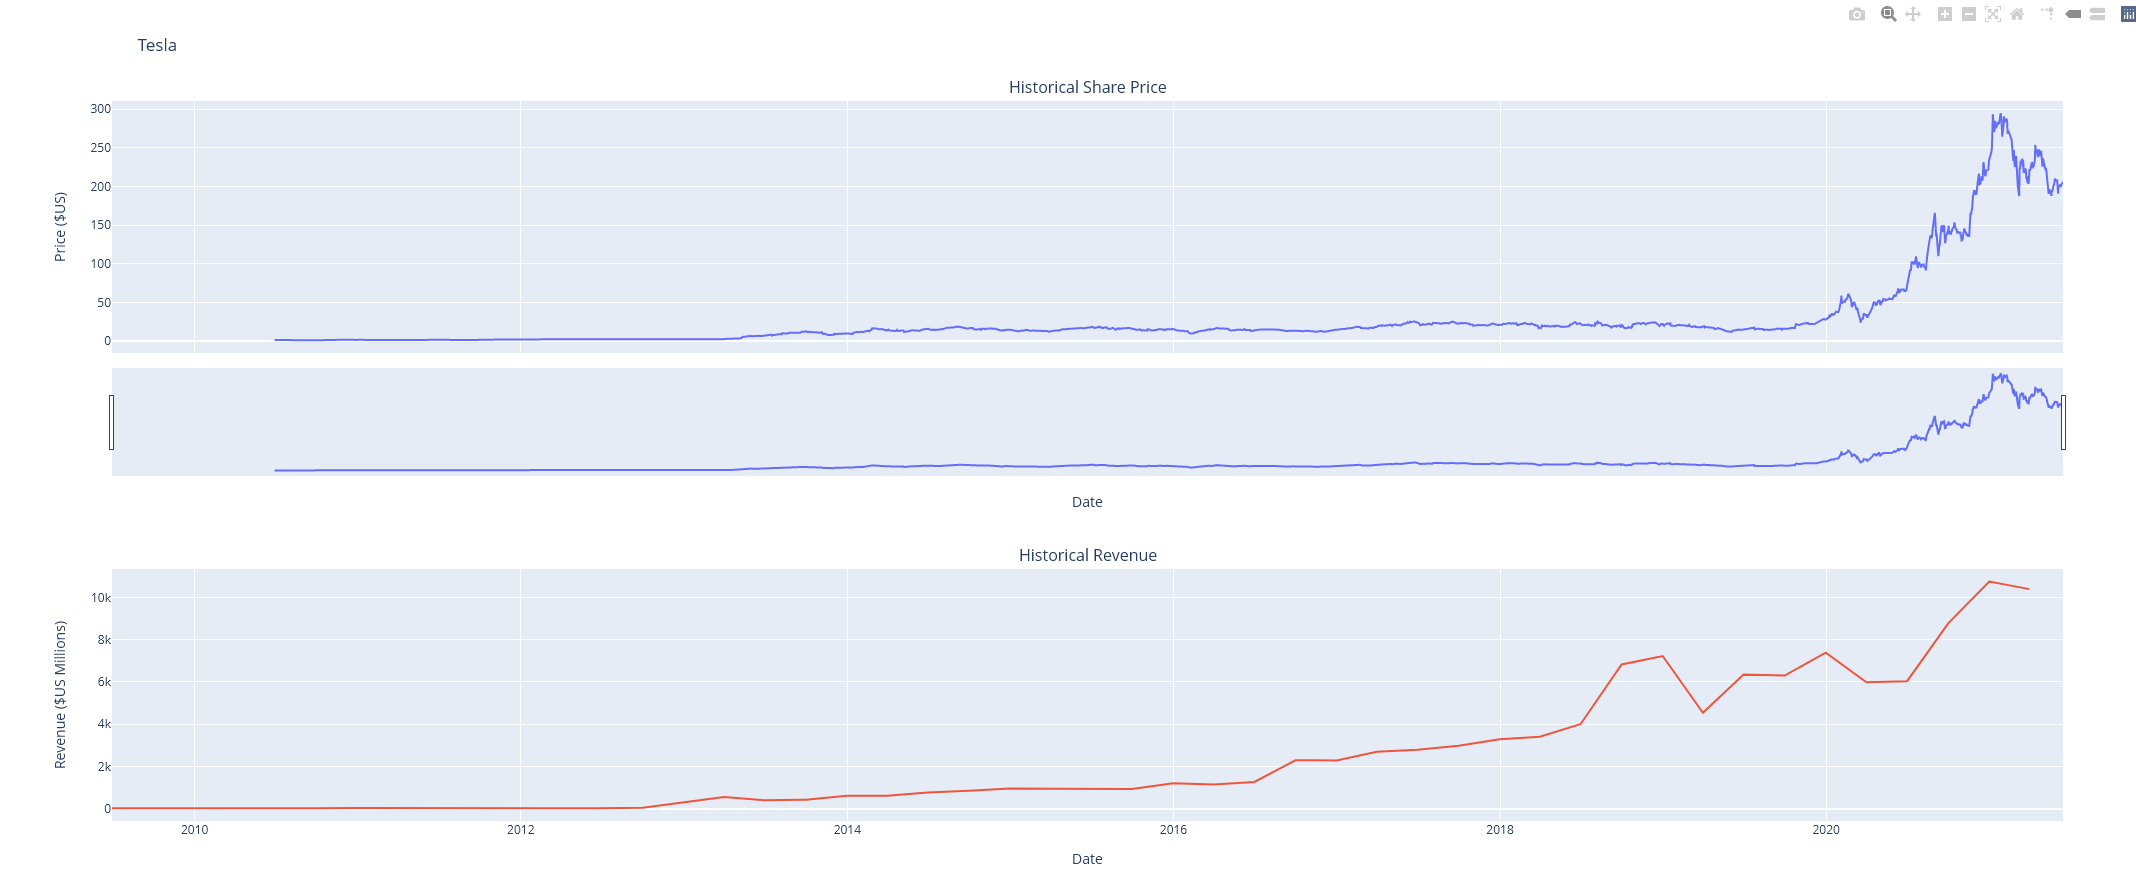 Tesla
Historical Share Price
Price ($US)
300
250
200
150
100
50
0
Date
Historical Revenue
Revenue ($US Millions)
10k
8k
6k
4k
2k
0
2010 2012 2014 2016 2018 2020
Date